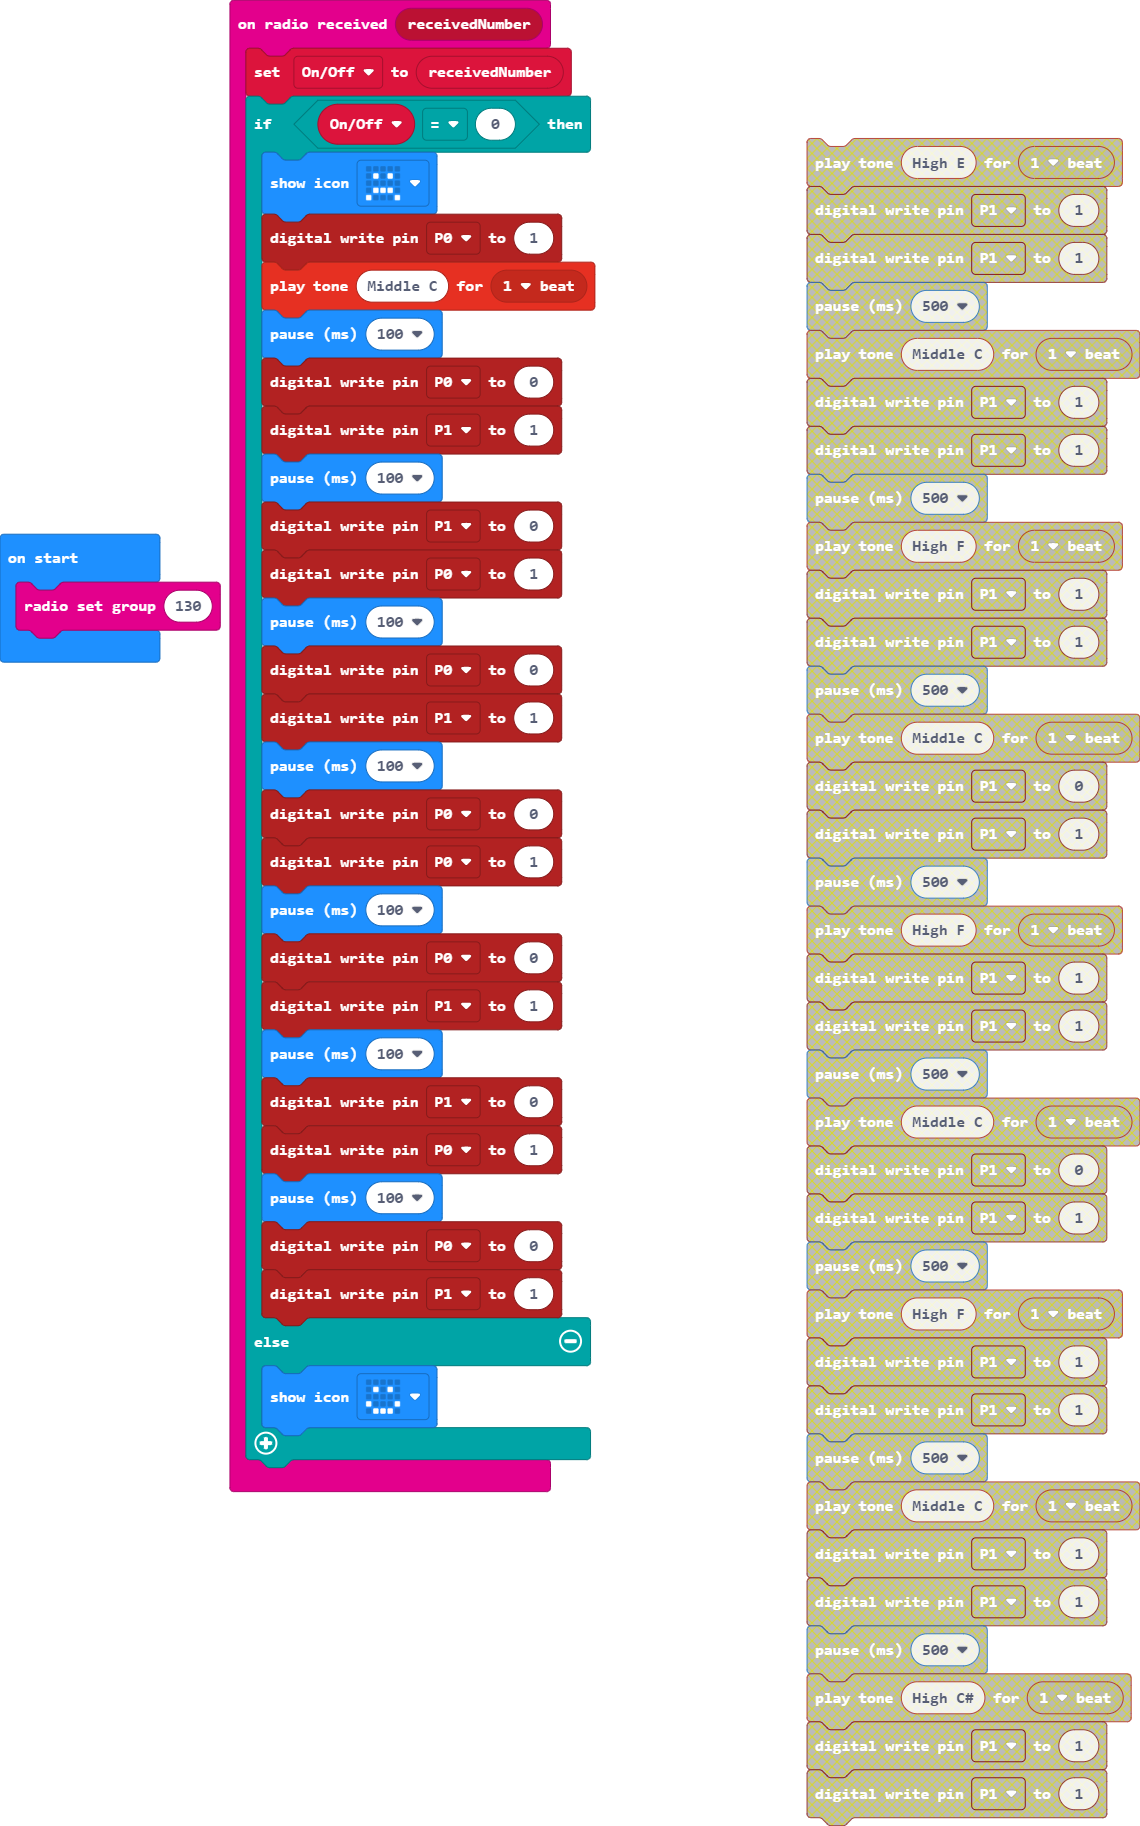 on start
radio set group 130
on radio received receivedNumber
set On/Off to receivedNumber
if On/Off = 0 then
show icon
digital write pin P0 to 1
play tone Middle C for 1 beat
pause (ms) 100
digital write pin P0 to 0
digital write pin P1 to 1
pause (ms) 100
digital write pin P1 to 0
digital write pin P0 to 1
pause (ms) 100
digital write pin P0 to 0
digital write pin P1 to 1
pause (ms) 100
digital write pin P0 to 0
digital write pin P0 to 1
pause (ms) 100
digital write pin P0 to 0
digital write pin P1 to 1
pause (ms) 100
digital write pin P1 to 0
digital write pin P0 to 1
pause (ms) 100
digital write pin P0 to 0
digital write pin P1 to 1
else
show icon
play tone High E for 1 beat
digital write pin P1 to 1
digital write pin P1 to 1
pause (ms) 500
play tone Middle C for 1 beat
digital write pin P1 to 1
digital write pin P1 to 1
pause (ms) 500
play tone High F for 1 beat
digital write pin P1 to 1
digital write pin P1 to 1
pause (ms) 500
play tone Middle C for 1 beat
digital write pin P1 to 0
digital write pin P1 to 1
pause (ms) 500
play tone High F for 1 beat
digital write pin P1 to 1
digital write pin P1 to 1
pause (ms) 500
play tone Middle C for 1 beat
digital write pin P1 to 0
digital write pin P1 to 1
pause (ms) 500
play tone High F for 1 beat
digital write pin P1 to 1
digital write pin P1 to 1
pause (ms) 500
play tone Middle C for 1 beat
digital write pin P1 to 1
digital write pin P1 to 1
pause (ms) 500
play tone High C# for 1 beat
digital write pin P1 to 1
digital write pin P1 to 1